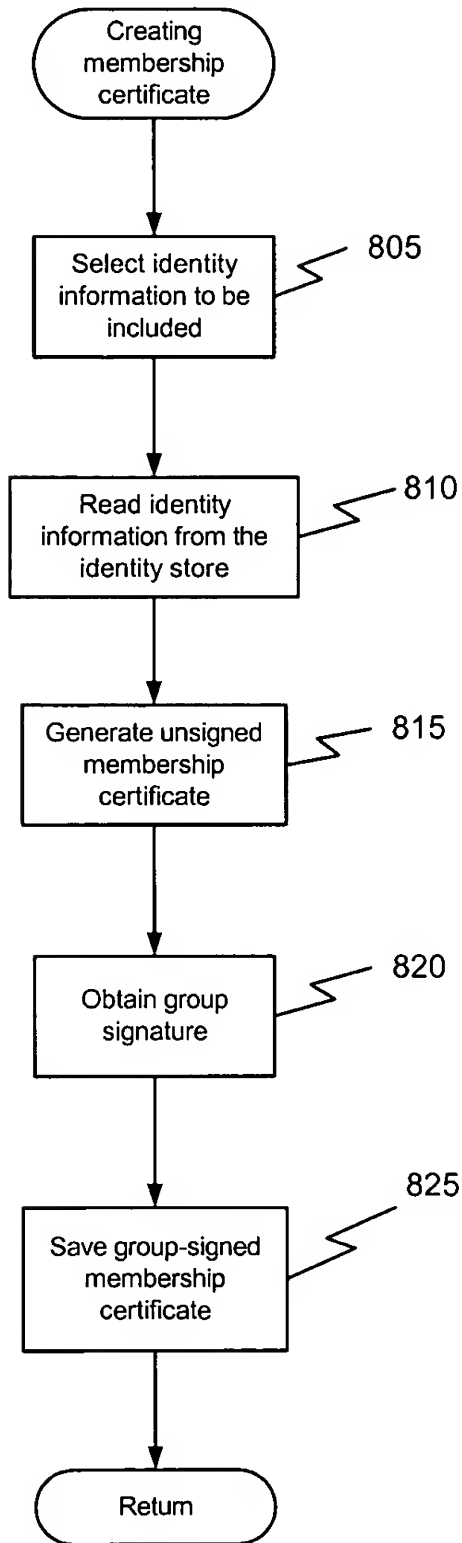 Creating
membership
certificate
Select identity
information to be
included
805
Read identity
information from the
identity store
810
Generate unsigned
membership
certificate
815
Obtain group
signature
820
Save group-signed
membership
certificate
825
Return